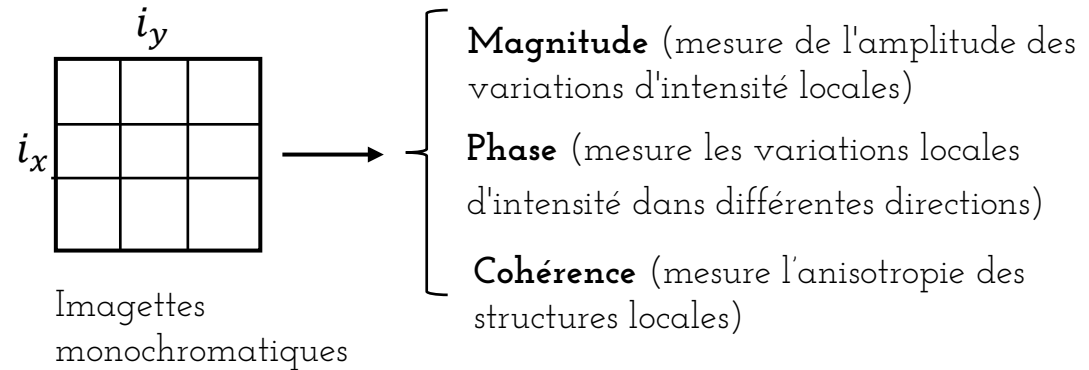 i_y
i_x
Imagettes
monochromatiques
Magnitude (mesure de l'amplitude des
variations d'intensité locales)
Phase (mesure les variations locales
d'intensité dans différentes directions)
Cohérence (mesure l'anisotropie des
structures locales)